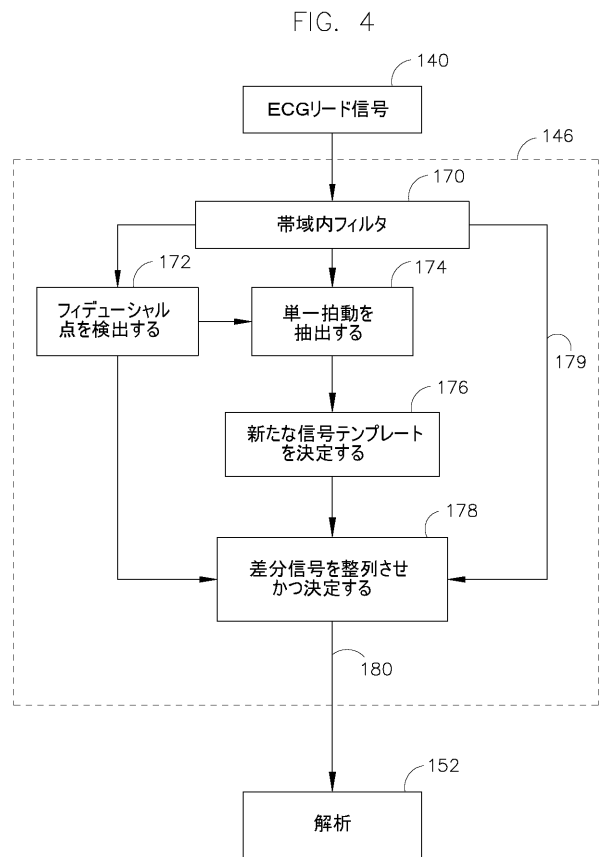 FIG. 4
140
ECGリード信号
146
170
帯域内フィルタ
172
フィデューシャル
点を検出する
174
単一拍動を
抽出する
179
176
新たな信号テンプレート
を決定する
178
差分信号を整列させ
かつ決定する
180
152
解析